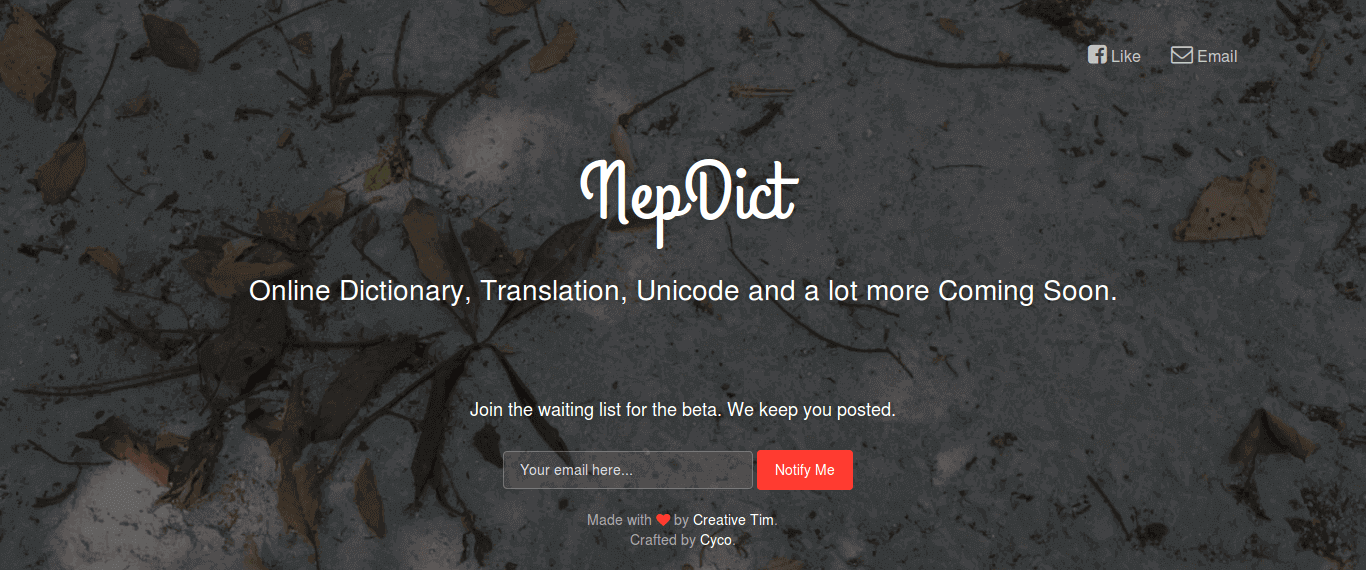 Like Email
NepDict
Online Dictionary, Translation, Unicode and a lot more Coming Soon.
Join the waiting list for the beta. We keep you posted.
Your email here... Notify Me
Made with ❤ by Creative Tim.
Crafted by Cyco.